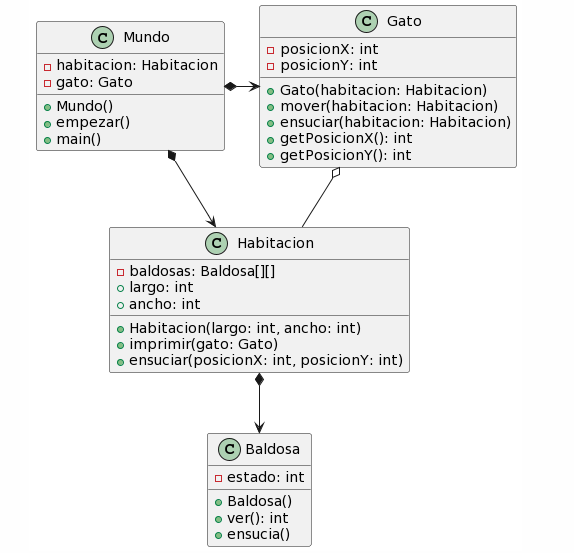 C Mundo
habitacion: Habitacion
gato: Gato
Mundo()
empezar()
main()
C Gato
posicionX: int
posicionY: int
Gato(habitacion: Habitacion)
mover(habitacion: Habitacion)
ensuciar(habitacion: Habitacion)
getPosicionX(): int
getPosicionY(): int
C Habitacion
baldosas: Baldosa[][]
largo: int
ancho: int
Habitacion(largo: int, ancho: int)
imprimir(gato: Gato)
ensuciar(posicionX: int, posicionY: int)
C Baldosa
estado: int
Baldosa()
ver(): int
ensucia()